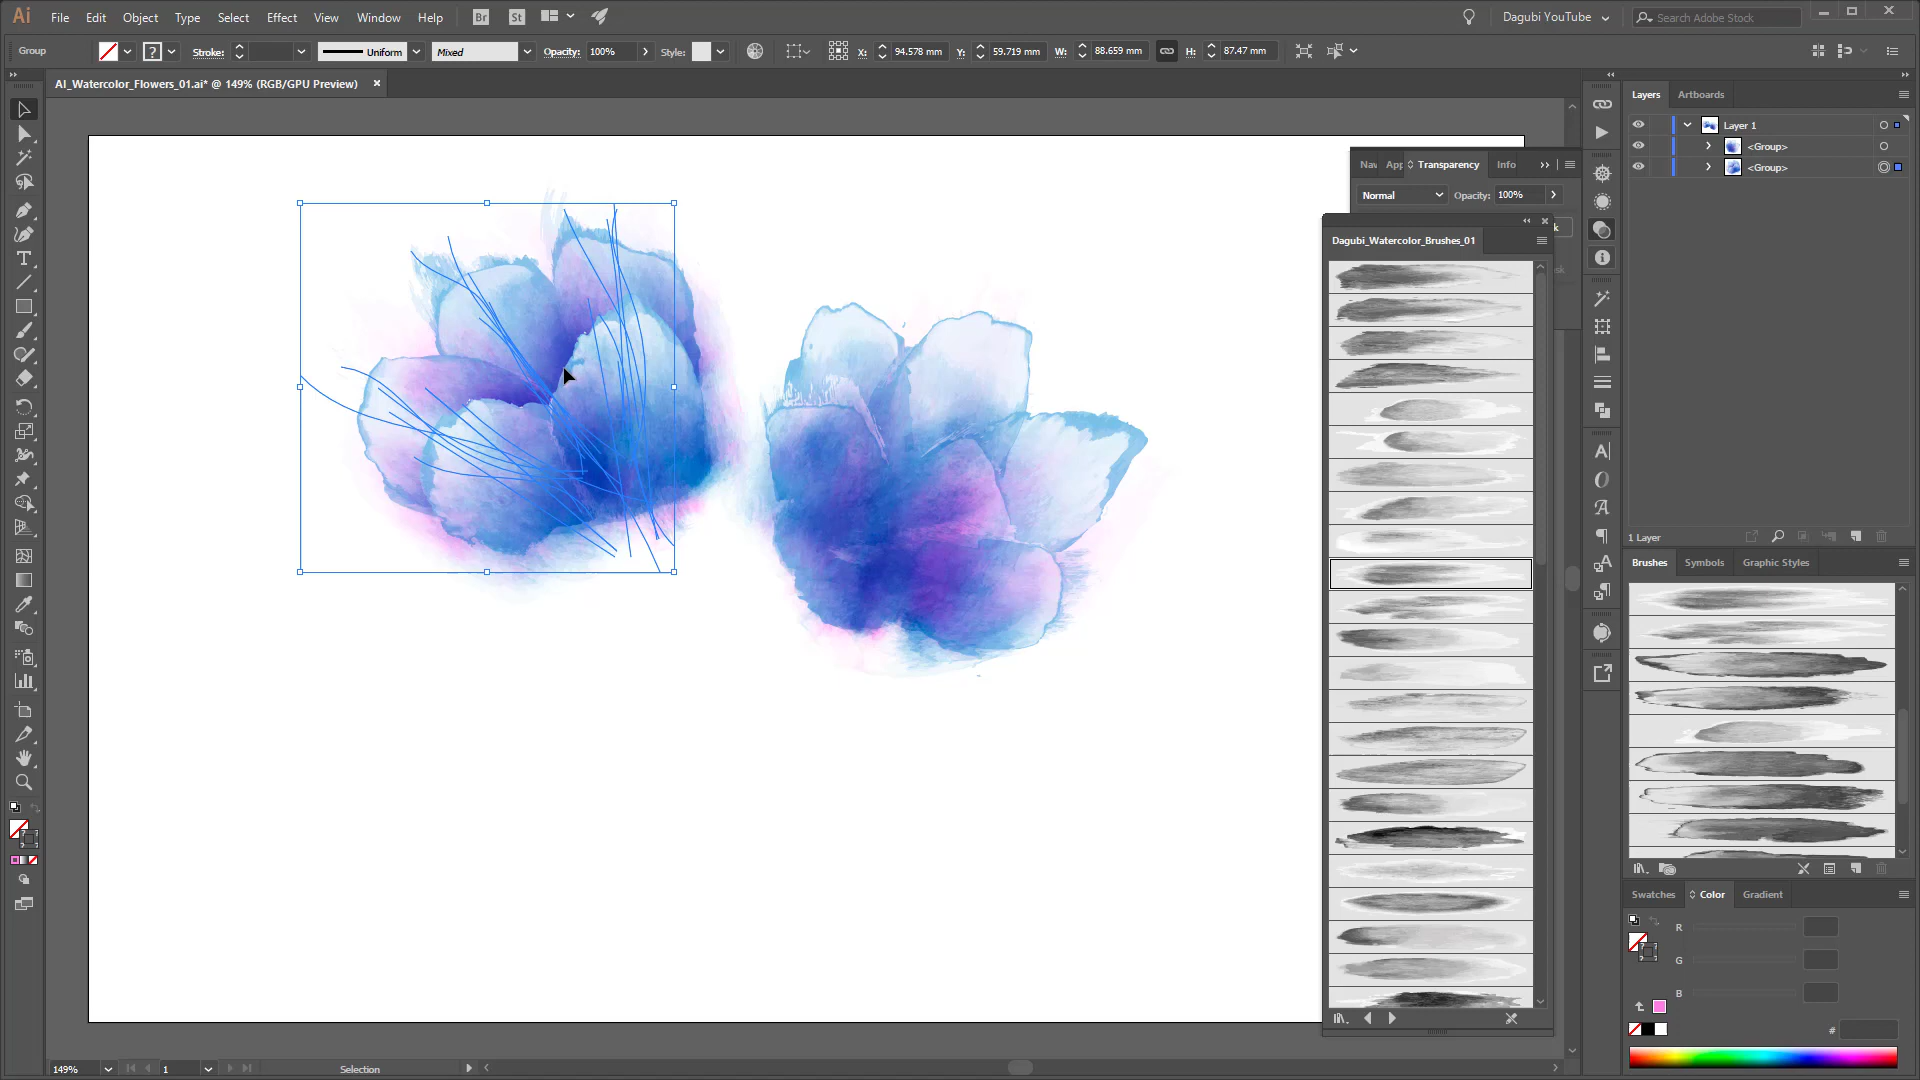 Ai File Edit Object Type Select Effect View Window Help Br St Dagubi YouTube Search Adobe Stock
Group Stroke: Uniform Mixed Opacity: 100% Style: X: 94.578 mm Y: 59.719 mm W: 88.659 mm H: 87.47 mm
AI_Watercolor_Flowers_01.ai* @ 149% (RGB/GPU Preview)
Layers Artboards
Layer 1
<Group>
<Group>
Nav App Transparency Info
Normal Opacity: 100%
Dagubi_Watercolor_Brushes_01
1 Layer
Brushes Symbols Graphic Styles
Swatches Color Gradient
R
G
B
#
149% 1 Selection